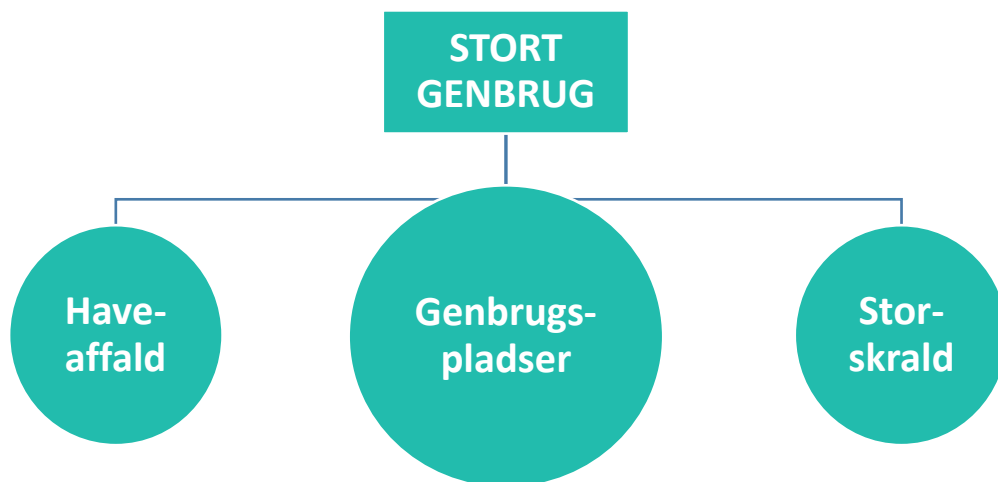 STORT
GENBRUG
Have-
affald
Genbrugs-
pladser
Stor-
skrald